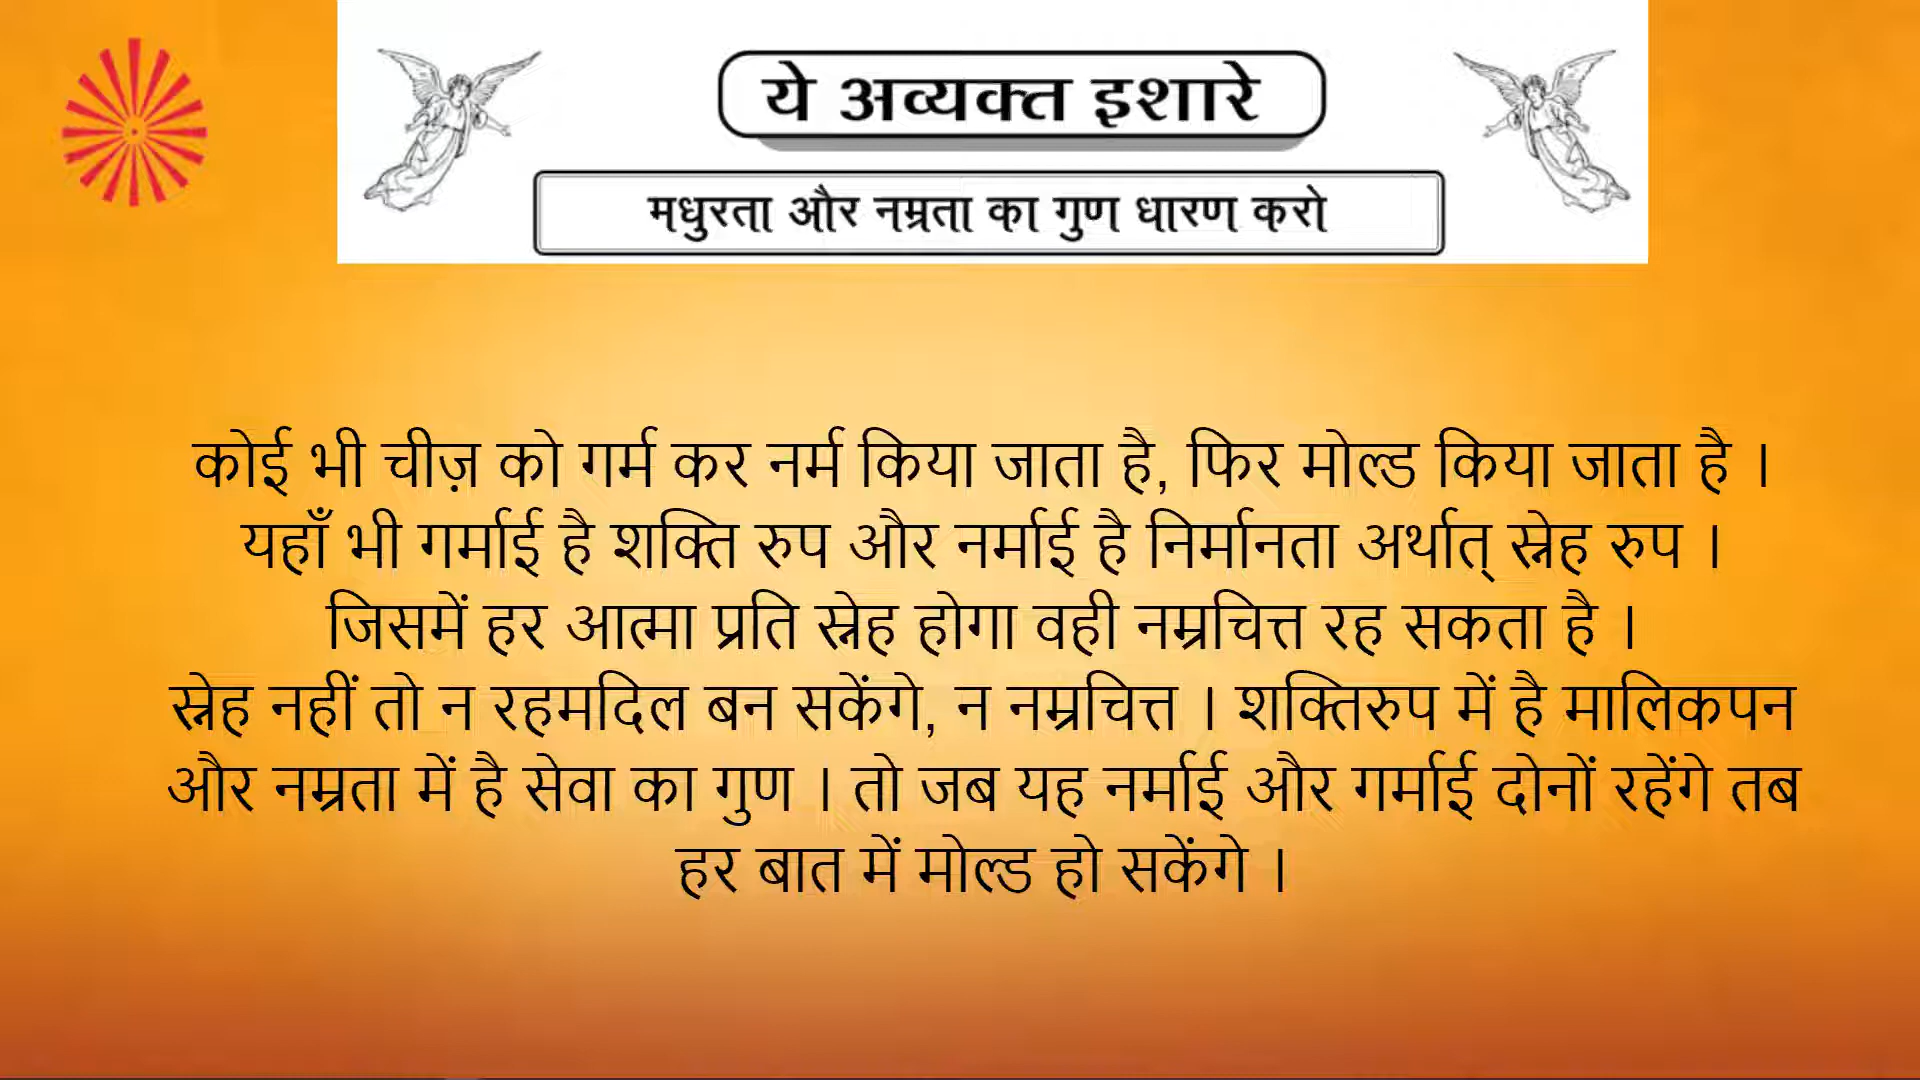 ये अव्यक्त इशारे
मधुरता और नम्रता का गुण धारण करो
कोई भी चीज़ को गर्म कर नर्म किया जाता है, फिर मोल्ड किया जाता है ।
यहाँ भी गर्माई है शक्ति रुप और नर्माई है निर्मानता अर्थात् स्नेह रुप ।
जिसमें हर आत्मा प्रति स्नेह होगा वही नम्रचित्त रह सकता है ।
स्नेह नहीं तो न रहमदिल बन सकेंगे, न नम्रचित्त । शक्तिरुप में है मालिकपन
और नम्रता में है सेवा का गुण । तो जब यह नर्माई और गर्माई दोनों रहेंगे तब
हर बात में मोल्ड हो सकेंगे ।